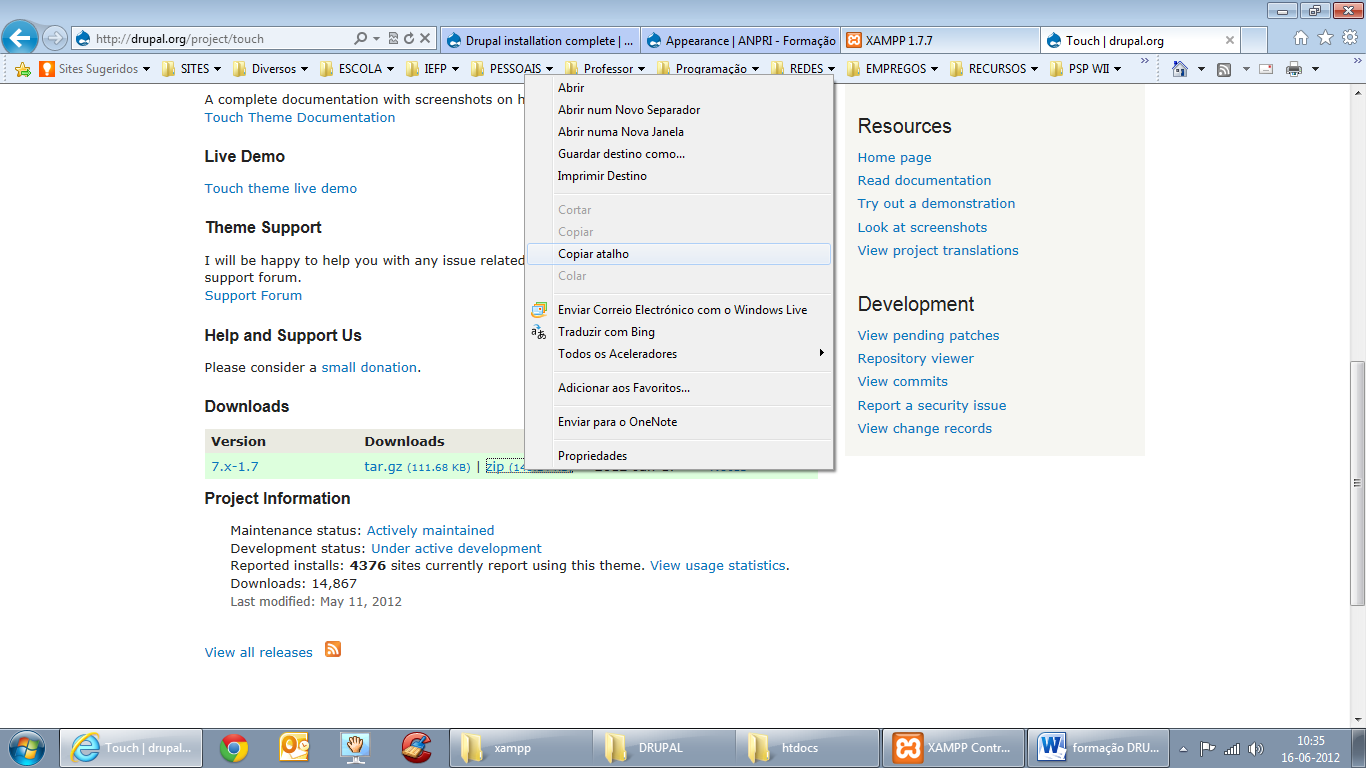 http://drupal.org/project/touch
Drupal installation complete | ...
Appearance | ANPRI - Formação
XAMPP 1.7.7
Touch | drupal.org
Sites Sugeridos
SITES
Diversos
ESCOLA
IEFP
PESSOAIS
Professor
Programação
REDES
EMPREGOS
RECURSOS
PSP WII
A complete documentation with screenshots on h
Touch Theme Documentation
Live Demo
Touch theme live demo
Theme Support
I will be happy to help you with any issue related
support forum.
Support Forum
Help and Support Us
Please consider a small donation.
Downloads
Version Downloads
7.x-1.7 tar.gz (111.68 KB) | zip
Project Information
Maintenance status: Actively maintained
Development status: Under active development
Reported installs: 4376 sites currently report using this theme. View usage statistics.
Downloads: 14,867
Last modified: May 11, 2012
View all releases
Abrir
Abrir num Novo Separador
Abrir numa Nova Janela
Guardar destino como...
Imprimir Destino
Cortar
Copiar
Copiar atalho
Colar
Enviar Correio Electrónico com o Windows Live
Traduzir com Bing
Todos os Aceleradores
Adicionar aos Favoritos...
Enviar para o OneNote
Propriedades
Resources
Home page
Read documentation
Try out a demonstration
Look at screenshots
View project translations
Development
View pending patches
Repository viewer
View commits
Report a security issue
View change records
Touch | drupal...
xampp
DRUPAL
htdocs
XAMPP Contr...
formação DRU...
10:35
16-06-2012